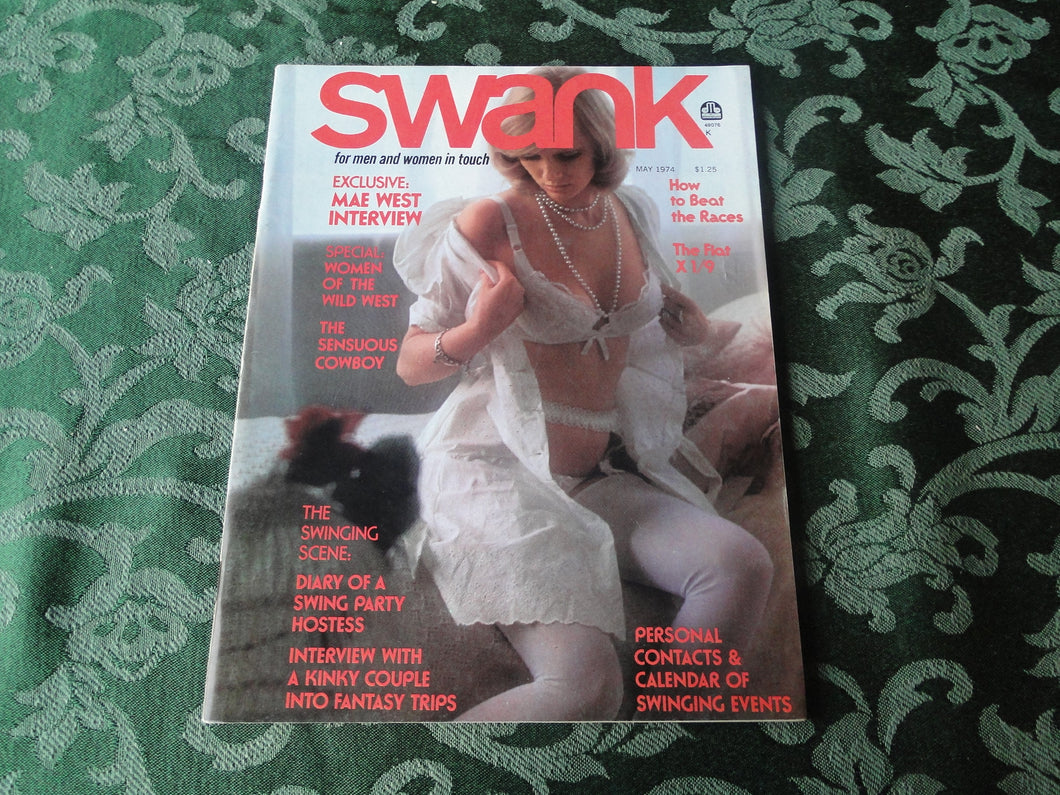 swank
48076
K
for men and women in touch
MAY 1974 $1.25
EXCLUSIVE:
MAE WEST
INTERVIEW
How
to Beat
the Races
SPECIAL:
WOMEN
OF THE
WILD WEST
The Fiat
X 1/9
THE
SENSUOUS
COWBOY
THE
SWINGING
SCENE:
DIARY OF A
SWING PARTY
HOSTESS
INTERVIEW WITH
A KINKY COUPLE
INTO FANTASY TRIPS
PERSONAL
CONTACTS &
CALENDAR OF
SWINGING EVENTS